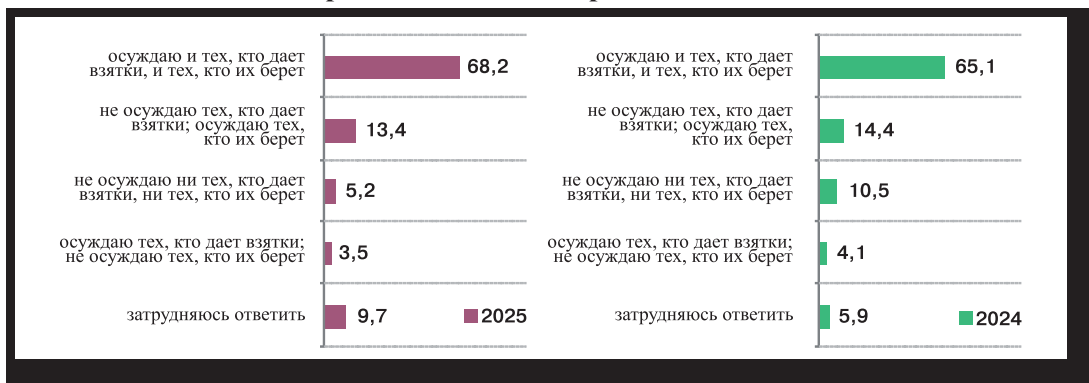 осуждаю и тех, кто дает
взятки, и тех, кто их берет
68,2
не осуждаю тех, кто дает
взятки; осуждаю тех,
кто их берет
13,4
не осуждаю ни тех, кто дает
взятки, ни тех, кто их берет
5,2
осуждаю тех, кто дает взятки;
не осуждаю тех, кто их берет
3,5
затрудняюсь ответить
9,7
2025
осуждаю и тех, кто дает
взятки, и тех, кто их берет
65,1
не осуждаю тех, кто дает
взятки; осуждаю тех,
кто их берет
14,4
не осуждаю ни тех, кто дает
взятки, ни тех, кто их берет
10,5
осуждаю тех, кто дает взятки;
не осуждаю тех, кто их берет
4,1
затрудняюсь ответить
5,9
2024